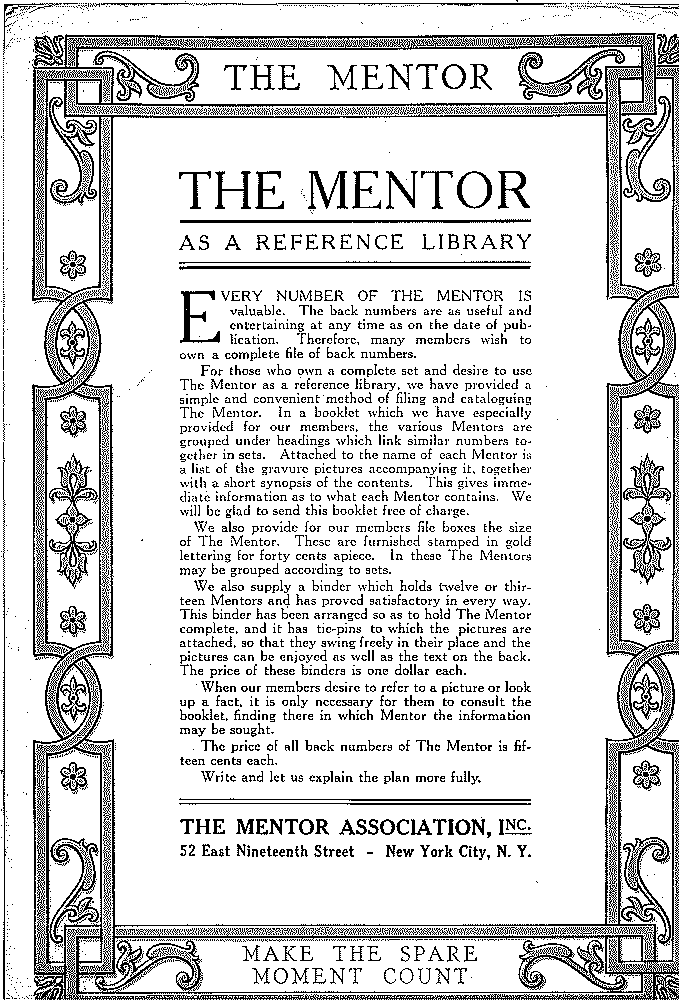 THE MENTOR
THE MENTOR
AS A REFERENCE LIBRARY
EVERY NUMBER OF THE MENTOR IS
valuable. The back numbers are as useful and
entertaining at any time as on the date of pub-
lication. Therefore, many members wish to
own a complete file of back numbers.
For those who own a complete set and desire to use
The Mentor as a reference library, we have provided a
simple and convenient method of filing and cataloguing
The Mentor. In a booklet which we have especially
provided for our members, the various Mentors are
grouped under headings which link similar numbers to-
gether in sets. Attached to the name of each Mentor is
a list of the gravure pictures accompanying it, together
with a short synopsis of the contents. This gives imme-
diate information as to what each Mentor contains. We
will be glad to send this booklet free of charge.
We also provide for our members file boxes the size
of The Mentor. These are furnished stamped in gold
lettering for forty cents apiece. In these The Mentors
may be grouped according to sets.
We also supply a binder which holds twelve or thir-
teen Mentors and has proved satisfactory in every way.
This binder has been arranged so as to hold The Mentor
complete, and it has tie-pins to which the pictures are
attached, so that they swing freely in their place and the
pictures can be enjoyed as well as the text on the back.
The price of these binders is one dollar each.
When our members desire to refer to a picture or look
up a fact, it is only necessary for them to consult the
booklet, finding there in which Mentor the information
may be sought.
The price of all back numbers of The Mentor is fif-
teen cents each.
Write and let us explain the plan more fully.
THE MENTOR ASSOCIATION, INC.
52 East Nineteenth Street - New York City, N. Y.
MAKE THE SPARE
MOMENT COUNT